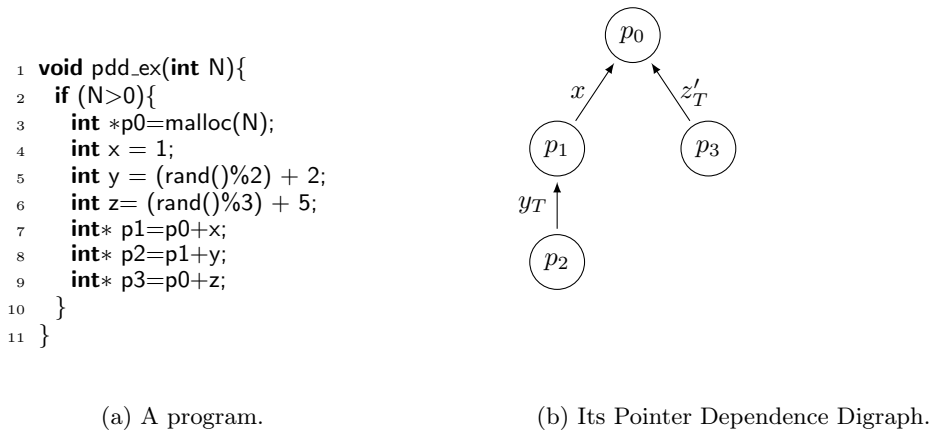 1 void pdd_ex(int N){
2 if (N>0){
3 int *p0=malloc(N);
4 int x = 1;
5 int y = (rand()%2) + 2;
6 int z= (rand()%3) + 5;
7 int* p1=p0+x;
8 int* p2=p1+y;
9 int* p3=p0+z;
10 }
11 }
(a) A program.
p₀
x z′_T
p₁ p₃
y_T
p₂
(b) Its Pointer Dependence Digraph.